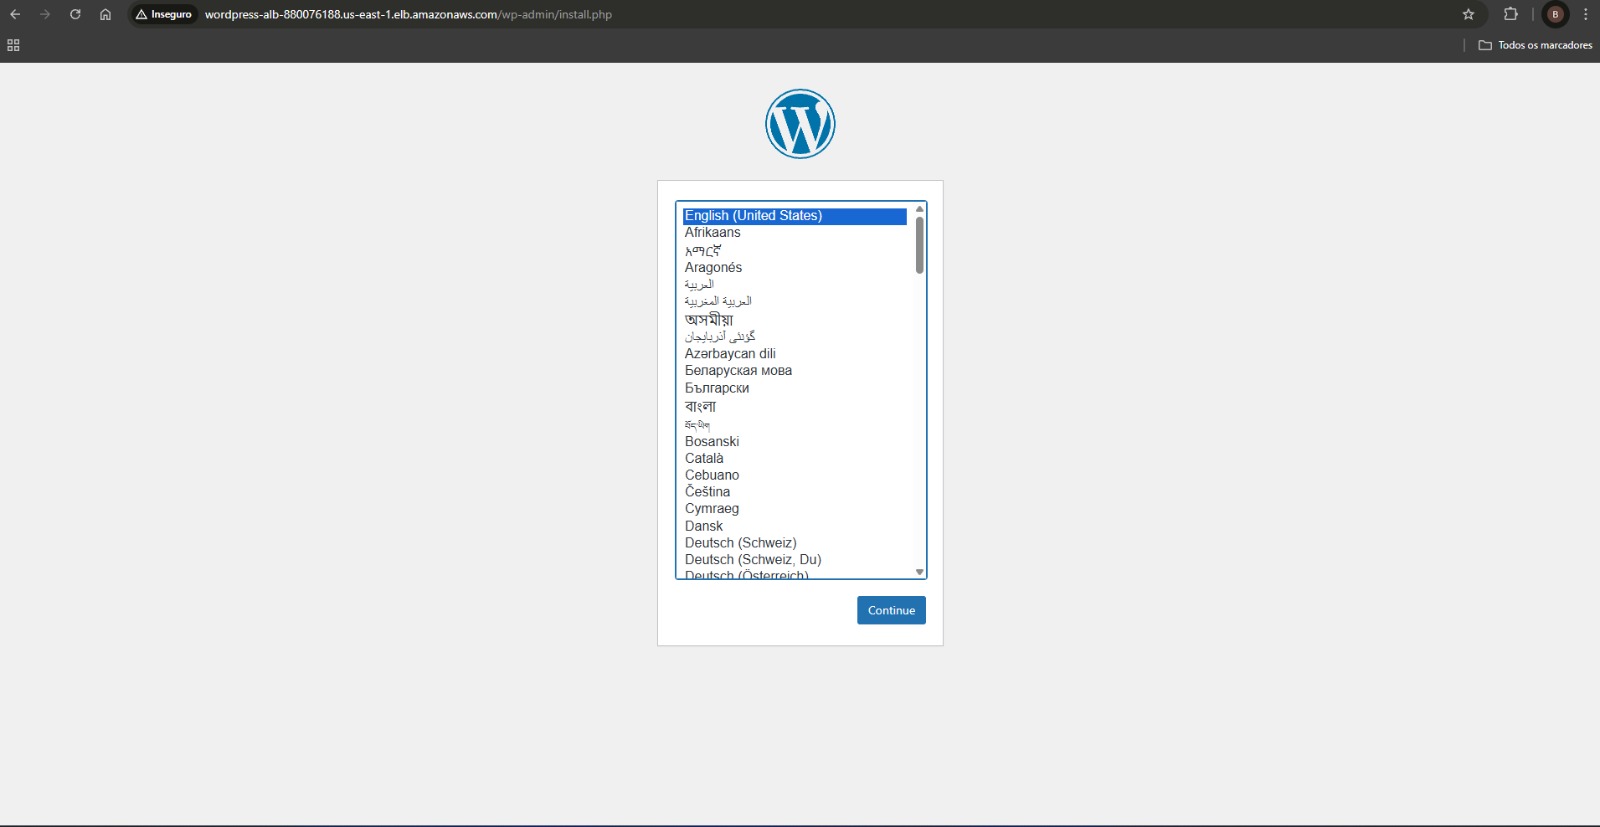 Inseguro
wordpress-alb-880076188.us-east-1.elb.amazonaws.com/wp-admin/install.php
B
Todos os marcadores
English (United States)
Afrikaans
አማርኛ
Aragonés
العربية
العربية المغربية
অসমীয়া
گؤنئی آذربایجان
Azərbaycan dili
Беларуская мова
Български
বাংলা
བོད་ཡིག
Bosanski
Català
Cebuano
Čeština
Cymraeg
Dansk
Deutsch (Schweiz)
Deutsch (Schweiz, Du)
Deutsch (Österreich)
Continue